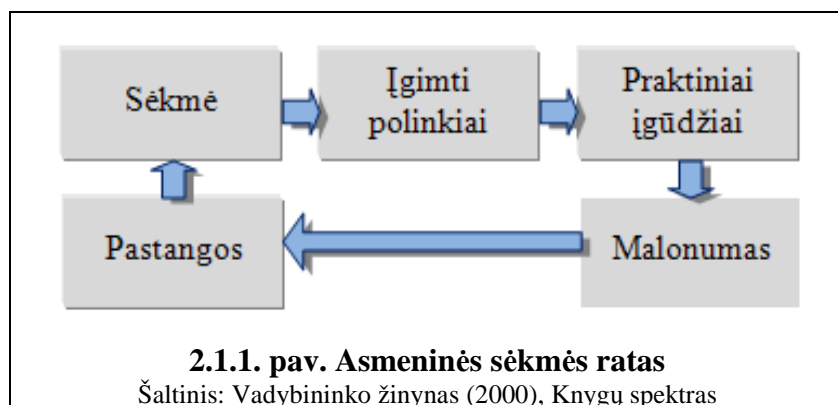 Sėkmė
Įgimti
polinkiai
Praktiniai
įgūdžiai
Pastangos
Malonumas
2.1.1. pav. Asmeninės sėkmės ratas
Šaltinis: Vadybininko žinynas (2000), Knygų spektras